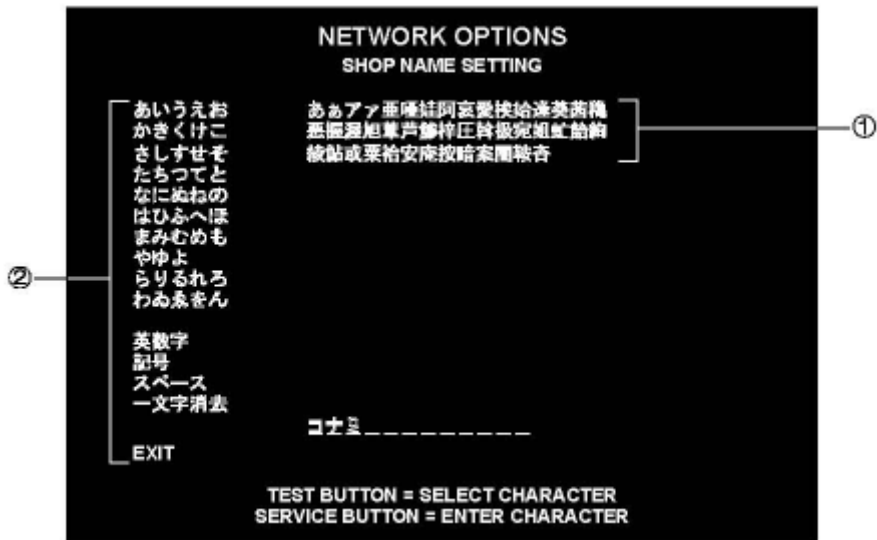 NETWORK OPTIONS
SHOP NAME SETTING
あいうえお
かきくけこ
さしすせそ
たちつてと
なにぬねの
はひふへほ
まみむめも
やゆよ
らりるれろ
わゐゑをん
英数字
記号
スペース
一文字消去
EXIT
あぁアァ亜唖娃阿哀愛挨姶逢葵茜穐
悪握渥旭葦芦鯵梓圧斡扱宛姐虻飴絢
綾鮎或粟袷安庵按暗案闇鞍杏
①
②
コナミ_________
TEST BUTTON = SELECT CHARACTER
SERVICE BUTTON = ENTER CHARACTER